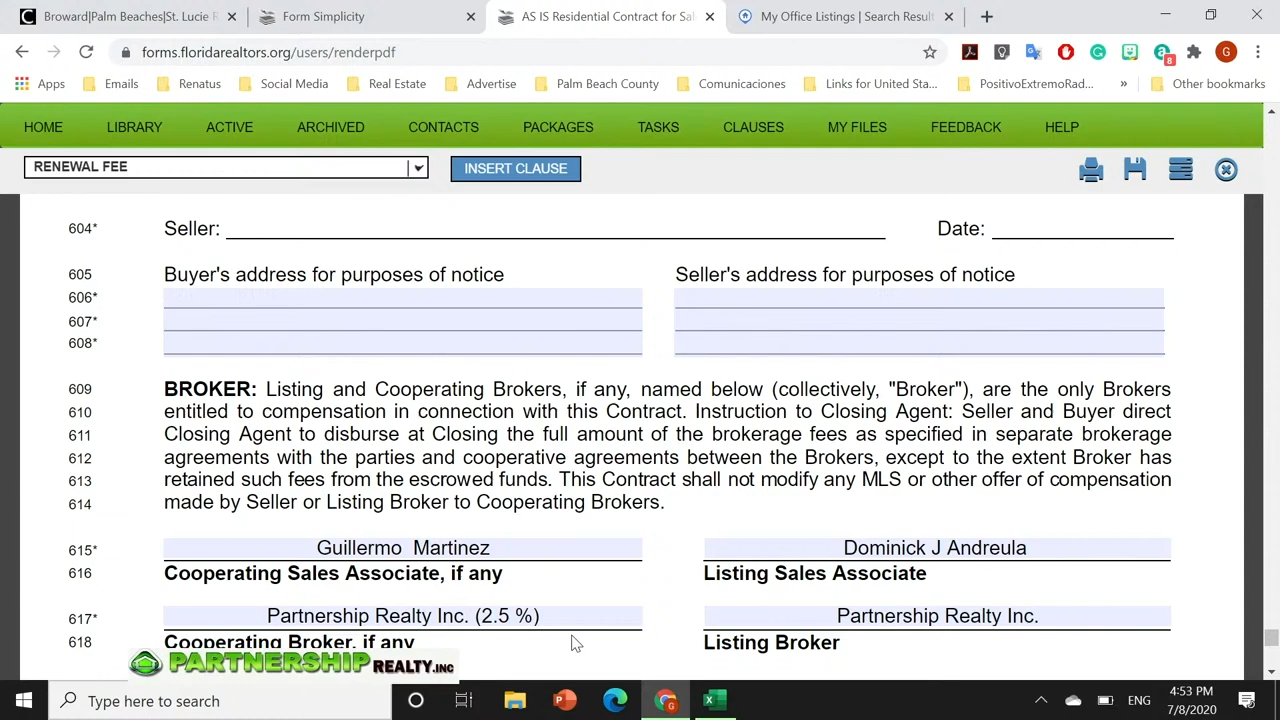 Broward|Palm Beaches|St. Lucie R
Form Simplicity
AS IS Residential Contract for Sal
My Office Listings | Search Result
forms.floridarealtors.org/users/renderpdf
8
G
Apps
Emails
Renatus
Social Media
Real Estate
Advertise
Palm Beach County
Comunicaciones
Links for United Sta...
PositivoExtremoRad...
»
Other bookmarks
HOME
LIBRARY
ACTIVE
ARCHIVED
CONTACTS
PACKAGES
TASKS
CLAUSES
MY FILES
FEEDBACK
HELP
RENEWAL FEE
INSERT CLAUSE
604* Seller: Date:
605 Buyer's address for purposes of notice Seller's address for purposes of notice
606*
607*
608*
609 BROKER: Listing and Cooperating Brokers, if any, named below (collectively, "Broker"), are the only Brokers
610 entitled to compensation in connection with this Contract. Instruction to Closing Agent: Seller and Buyer direct
611 Closing Agent to disburse at Closing the full amount of the brokerage fees as specified in separate brokerage
612 agreements with the parties and cooperative agreements between the Brokers, except to the extent Broker has
613 retained such fees from the escrowed funds. This Contract shall not modify any MLS or other offer of compensation
614 made by Seller or Listing Broker to Cooperating Brokers.
615* Guillermo Martinez Dominick J Andreula
616 Cooperating Sales Associate, if any Listing Sales Associate
617* Partnership Realty Inc. (2.5 %) Partnership Realty Inc.
618 Cooperating Broker, if any Listing Broker
PARTNERSHIP REALTY.INC
Type here to search
ENG
4:53 PM
7/8/2020